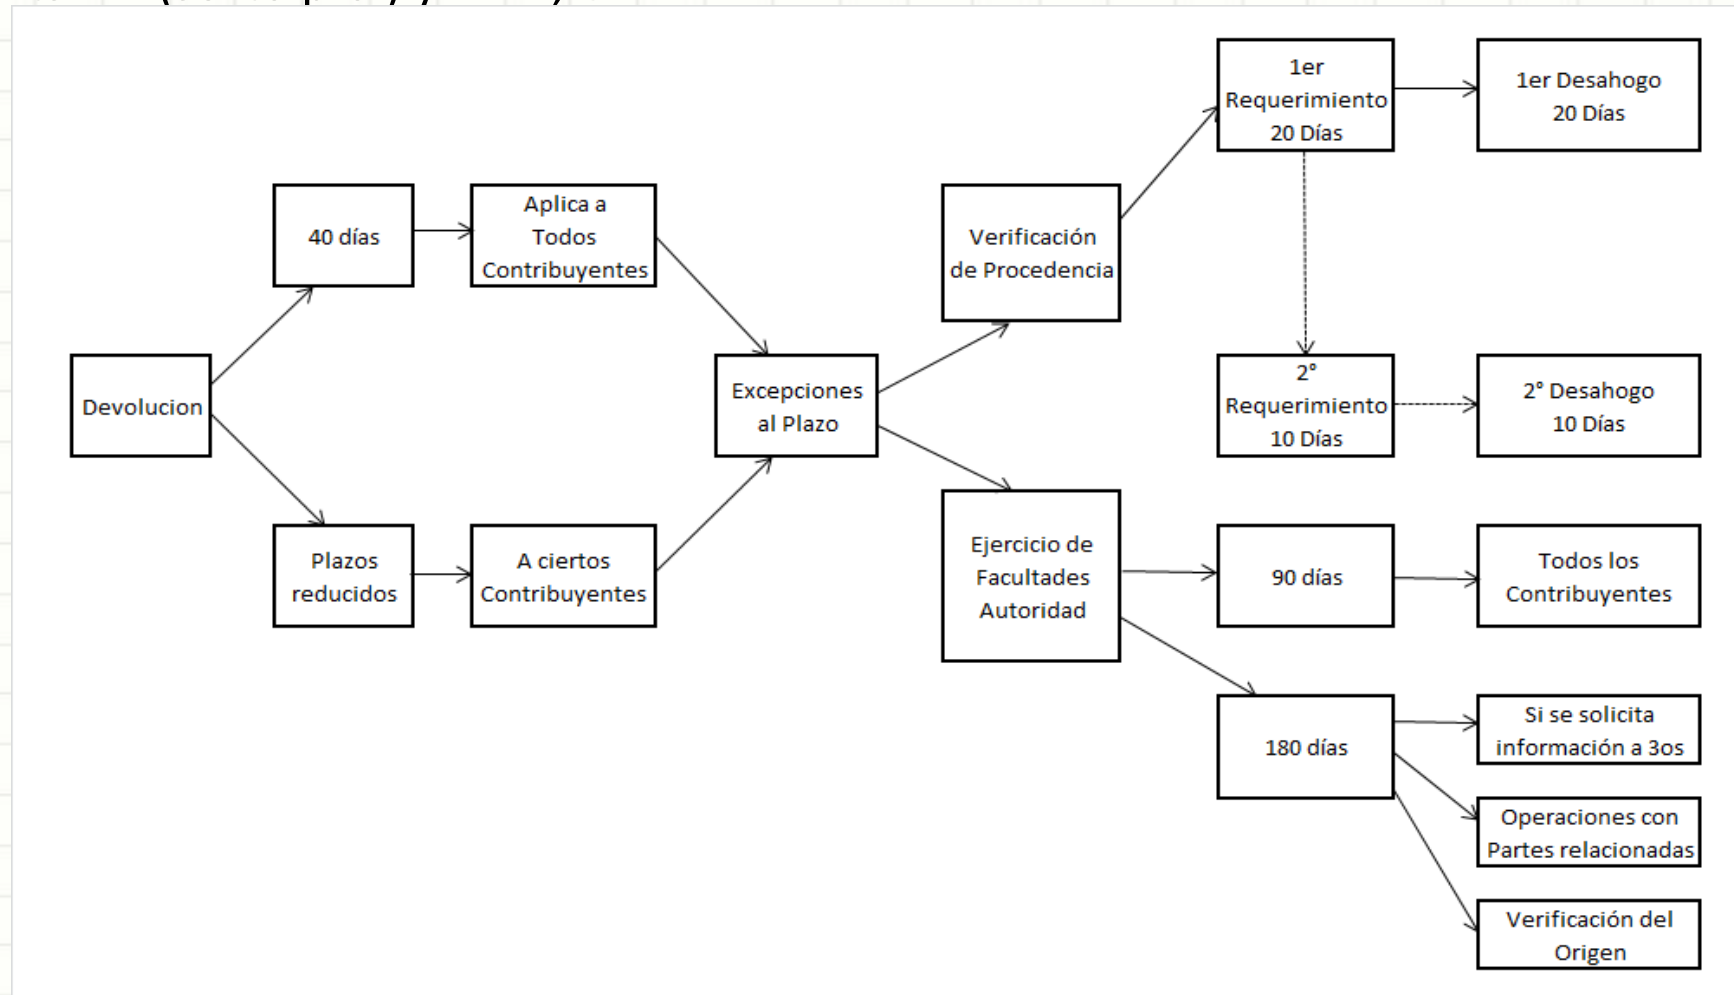 Devolucion
40 días
Aplica a
Todos
Contribuyentes
Plazos
reducidos
A ciertos
Contribuyentes
Excepciones
al Plazo
Verificación
de Procedencia
1er
Requerimiento
20 Días
1er Desahogo
20 Días
2°
Requerimiento
10 Días
2° Desahogo
10 Días
Ejercicio de
Facultades
Autoridad
90 días
Todos los
Contribuyentes
180 días
Si se solicita
información a 3os
Operaciones con
Partes relacionadas
Verificación del
Origen